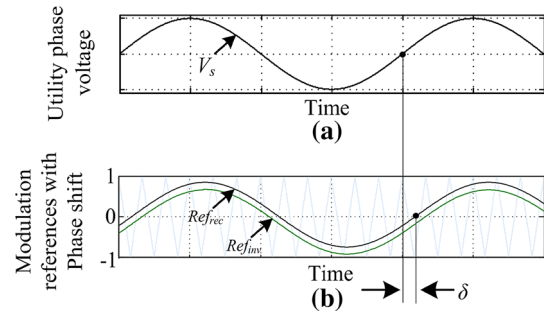 Utility phase
voltage
V_s
Time
(a)
Modulation
references with
Phase shift
1
0
-1
Ref_rec
Ref_inv
Time
(b)
δ